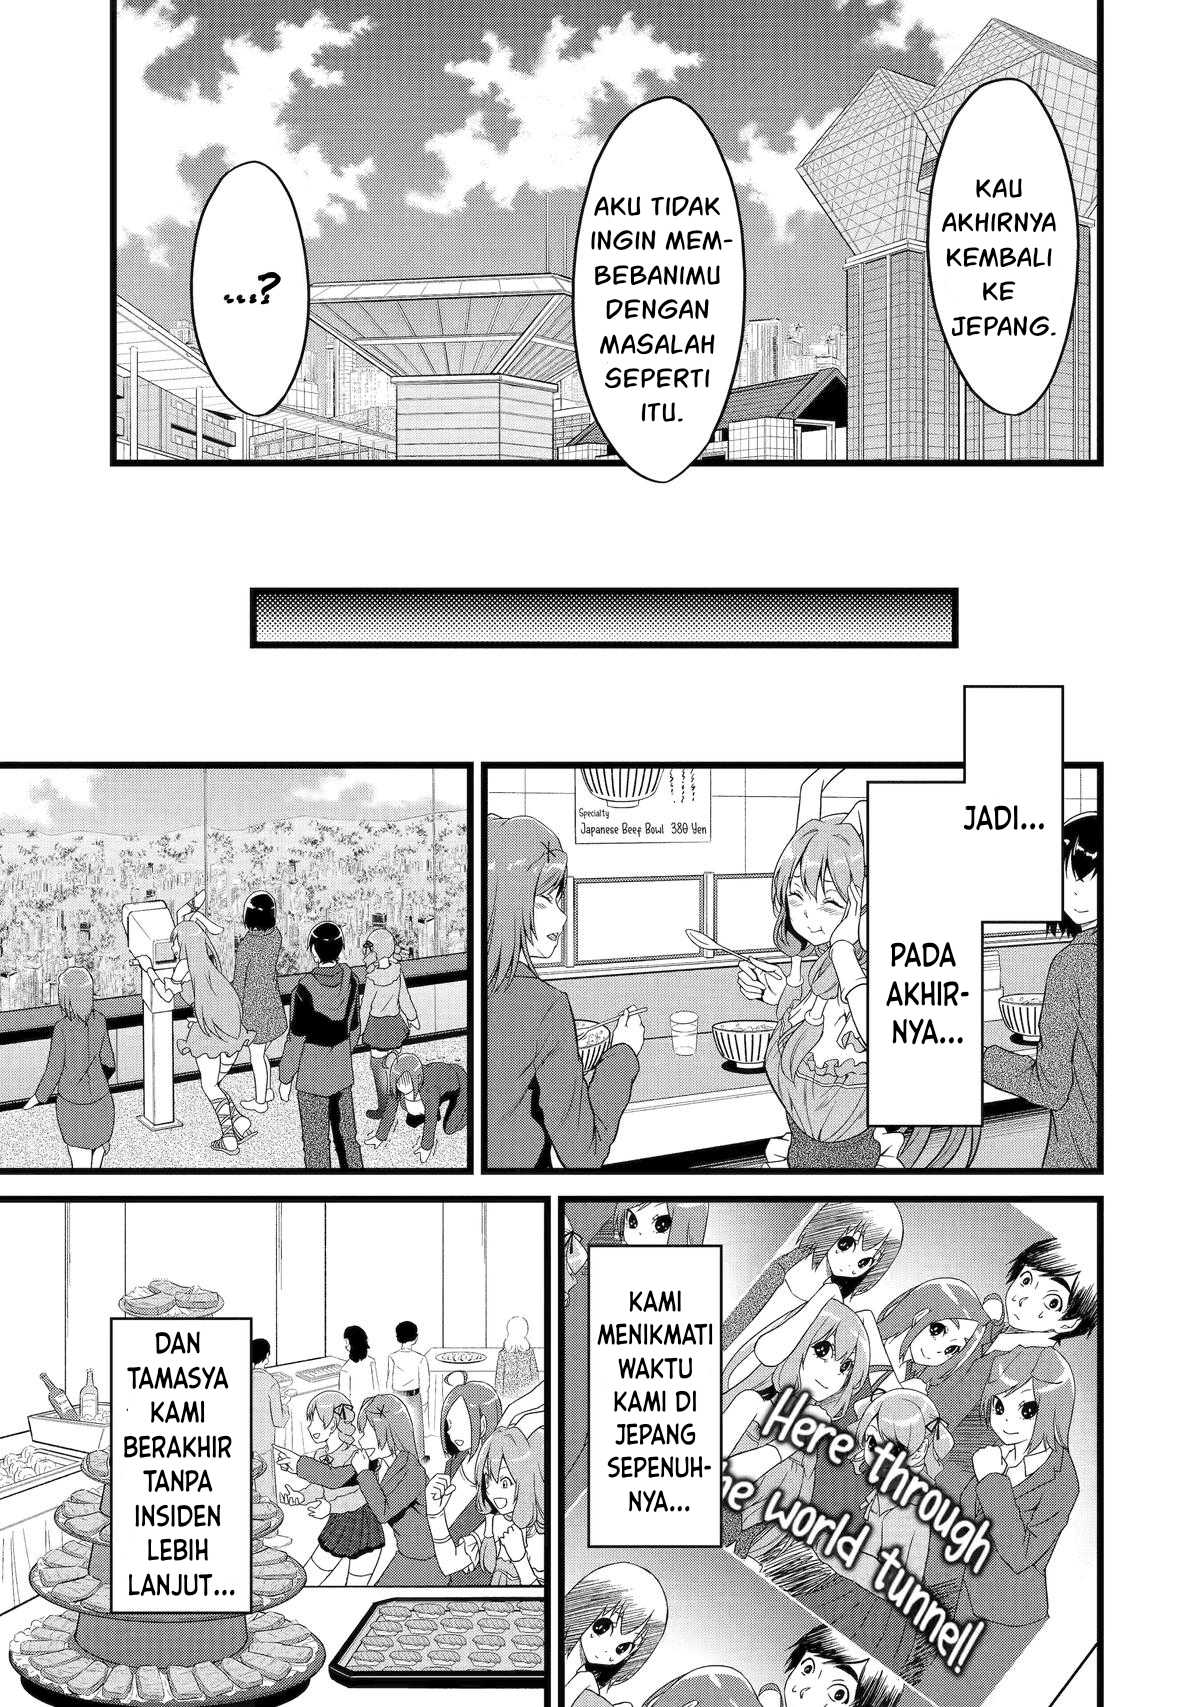 KAU
AKHIRNYA
KEMBALI
KE
JEPANG.
AKU TIDAK
INGIN MEM-
BEBANIMU
DENGAN
MASALAH
SEPERTI
ITU.
....?
JADI...
PADA
AKHIR-
NYA...
Specialty
Japanese Beef Bowl 380 Yen
KAMI
MENIKMATI
WAKTU
KAMI DI
JEPANG
SEPENUH-
NYA...
Here through
the world tunnel!
DAN
TAMASYA
KAMI
BERAKHIR
TANPA
INSIDEN
LEBIH
LANJUT...